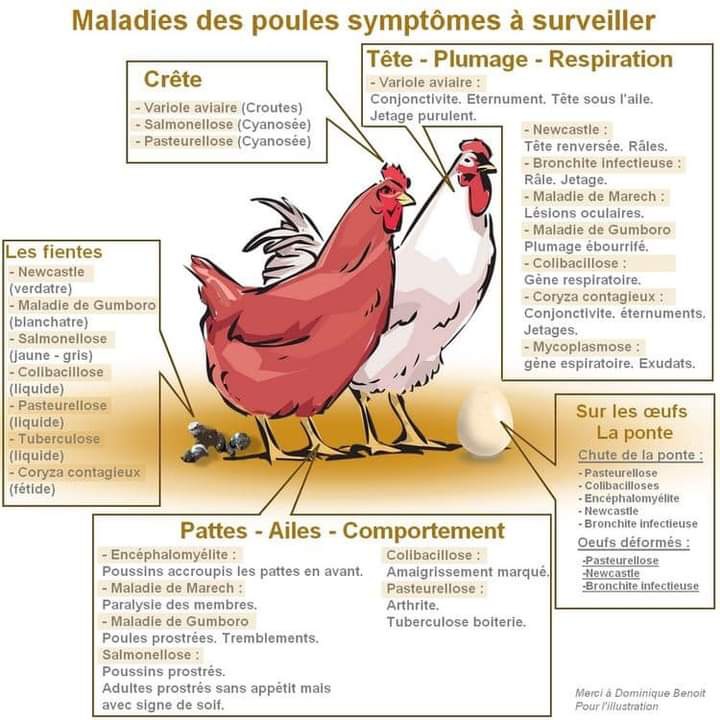 Maladies des poules symptômes à surveiller
Crête
- Variole aviaire (Croutes)
- Salmonellose (Cyanosée)
- Pasteurellose (Cyanosée)
Tête - Plumage - Respiration
- Variole aviaire :
Conjonctivite. Eternument. Tête sous l'aile.
Jetage purulent.
- Newcastle :
Tête renversée. Râles.
- Bronchite infectieuse :
Râle. Jetage.
- Maladie de Marech :
Lésions oculaires.
- Maladie de Gumboro
Plumage ébourrifé.
- Colibacillose :
Gène respiratoire.
- Coryza contagieux :
Conjonctivite. éternuments.
Jetages.
- Mycoplasmose :
gène espiratoire. Exudats.
Les fientes
- Newcastle
(verdatre)
- Maladie de Gumboro
(blanchatre)
- Salmonellose
(jaune - gris)
- Colibacillose
(liquide)
- Pasteurellose
(liquide)
- Tuberculose
(liquide)
- Coryza contagieux
(fétide)
Sur les œufs
La ponte
Chute de la ponte :
- Pasteurellose
- Colibacilloses
- Encéphalomyélite
- Newcastle
- Bronchite infectieuse
Oeufs déformés :
-Pasteurellose
-Newcastle
-Bronchite infectieuse
Pattes - Ailes - Comportement
- Encéphalomyélite :
Poussins accroupis les pattes en avant.
- Maladie de Marech :
Paralysie des membres.
- Maladie de Gumboro
Poules prostrées. Tremblements.
Salmonellose :
Poussins prostrés.
Adultes prostrés sans appétit mais
avec signe de soif.
Colibacillose :
Amaigrissement marqué.
Pasteurellose :
Arthrite.
Tuberculose boiterie.
Merci à Dominique Benoit
Pour l'illustration